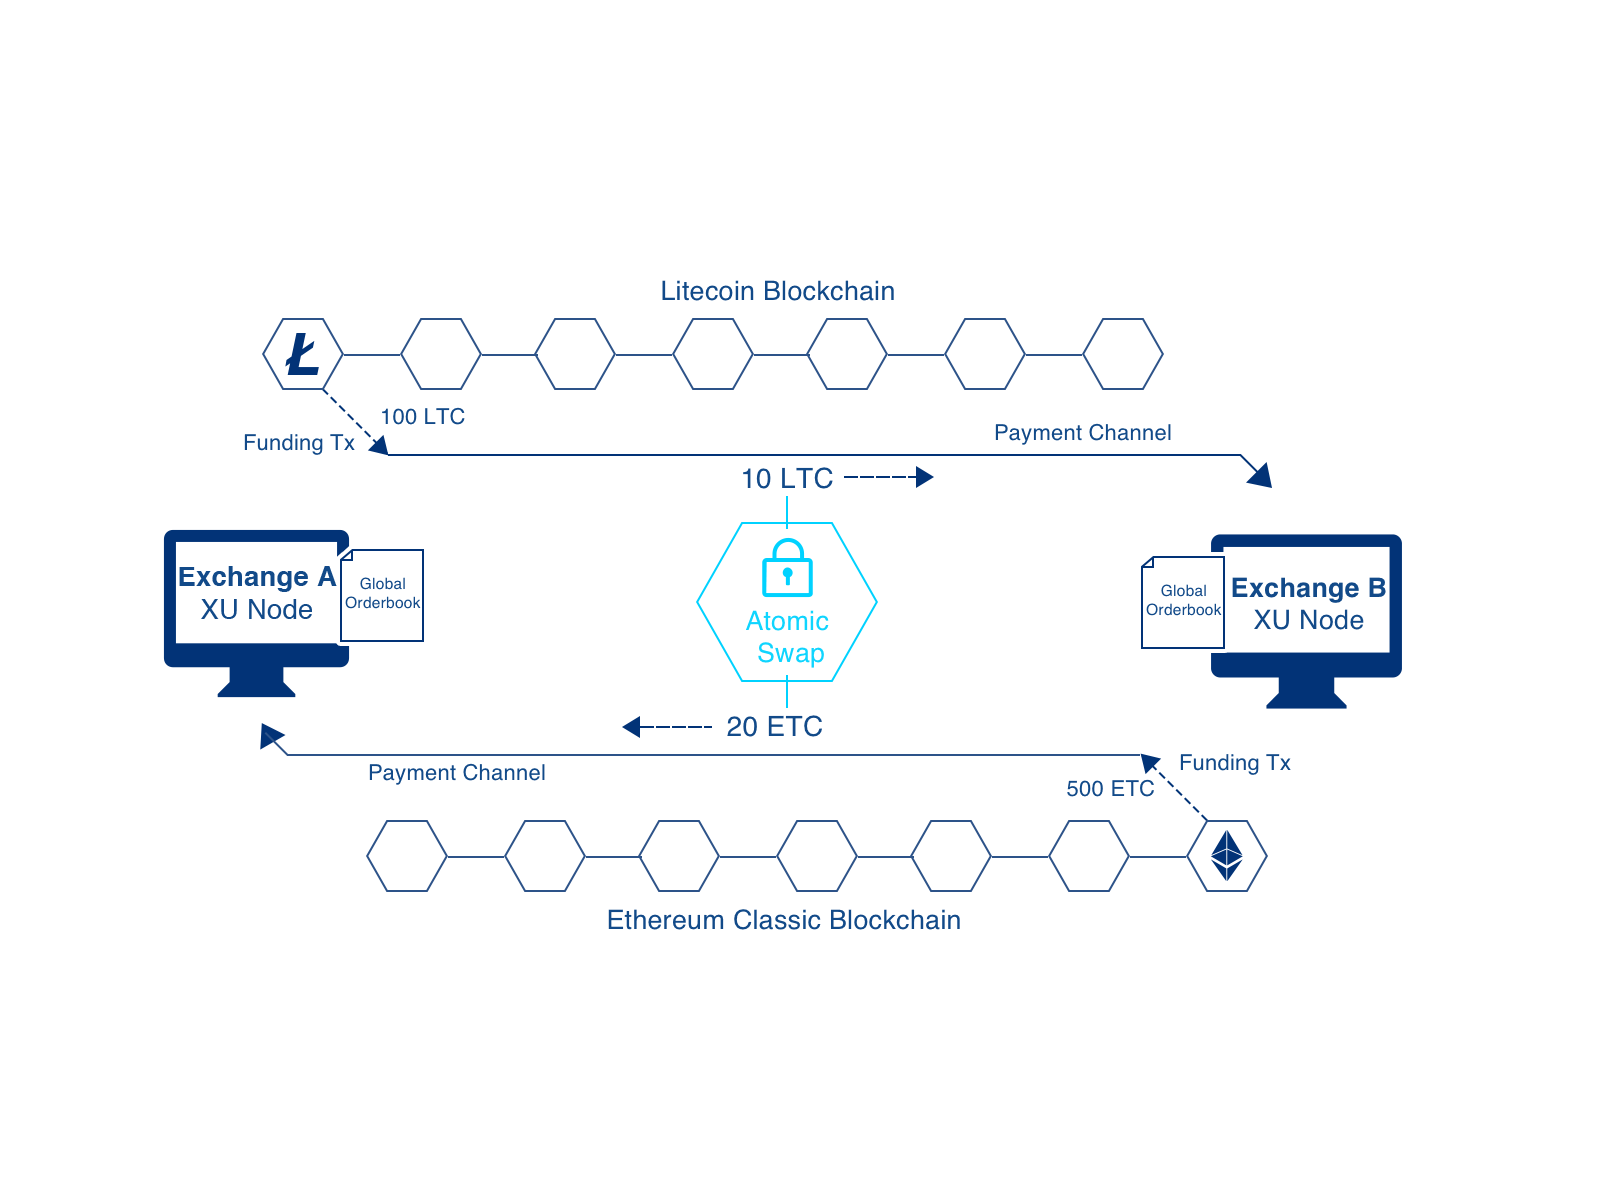 Litecoin Blockchain
100 LTC
Funding Tx
Payment Channel
10 LTC
Exchange A
XU Node
Global
Orderbook
Atomic
Swap
Global
Orderbook
Exchange B
XU Node
20 ETC
Payment Channel
Funding Tx
500 ETC
Ethereum Classic Blockchain